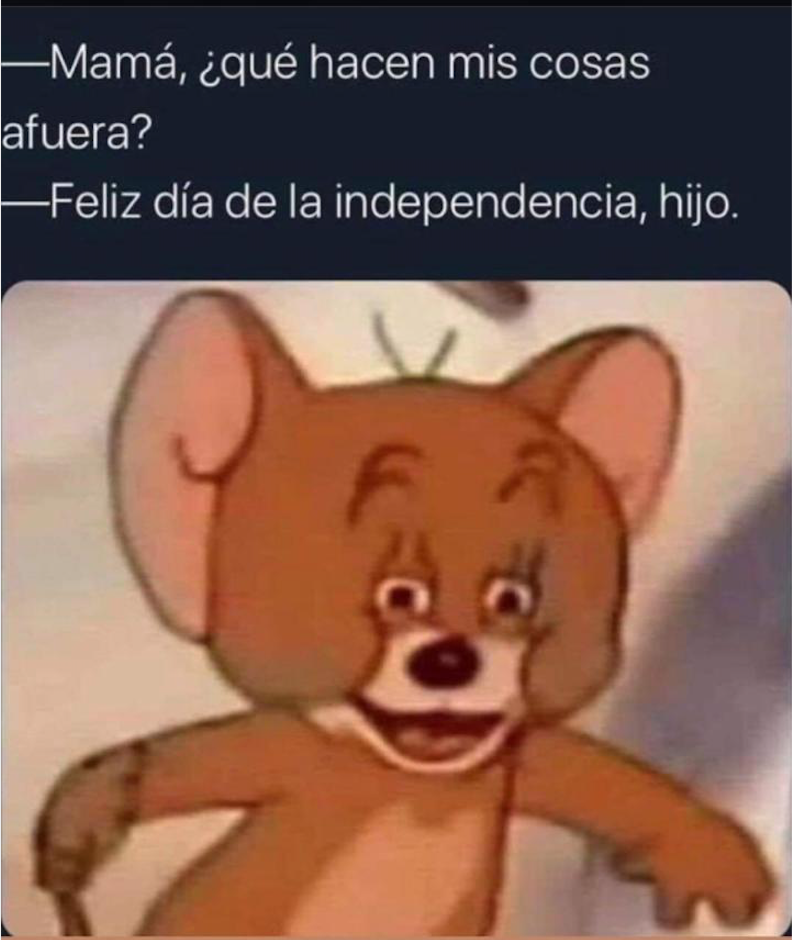 —Mamá, ¿qué hacen mis cosas
afuera?
—Feliz día de la independencia, hijo.